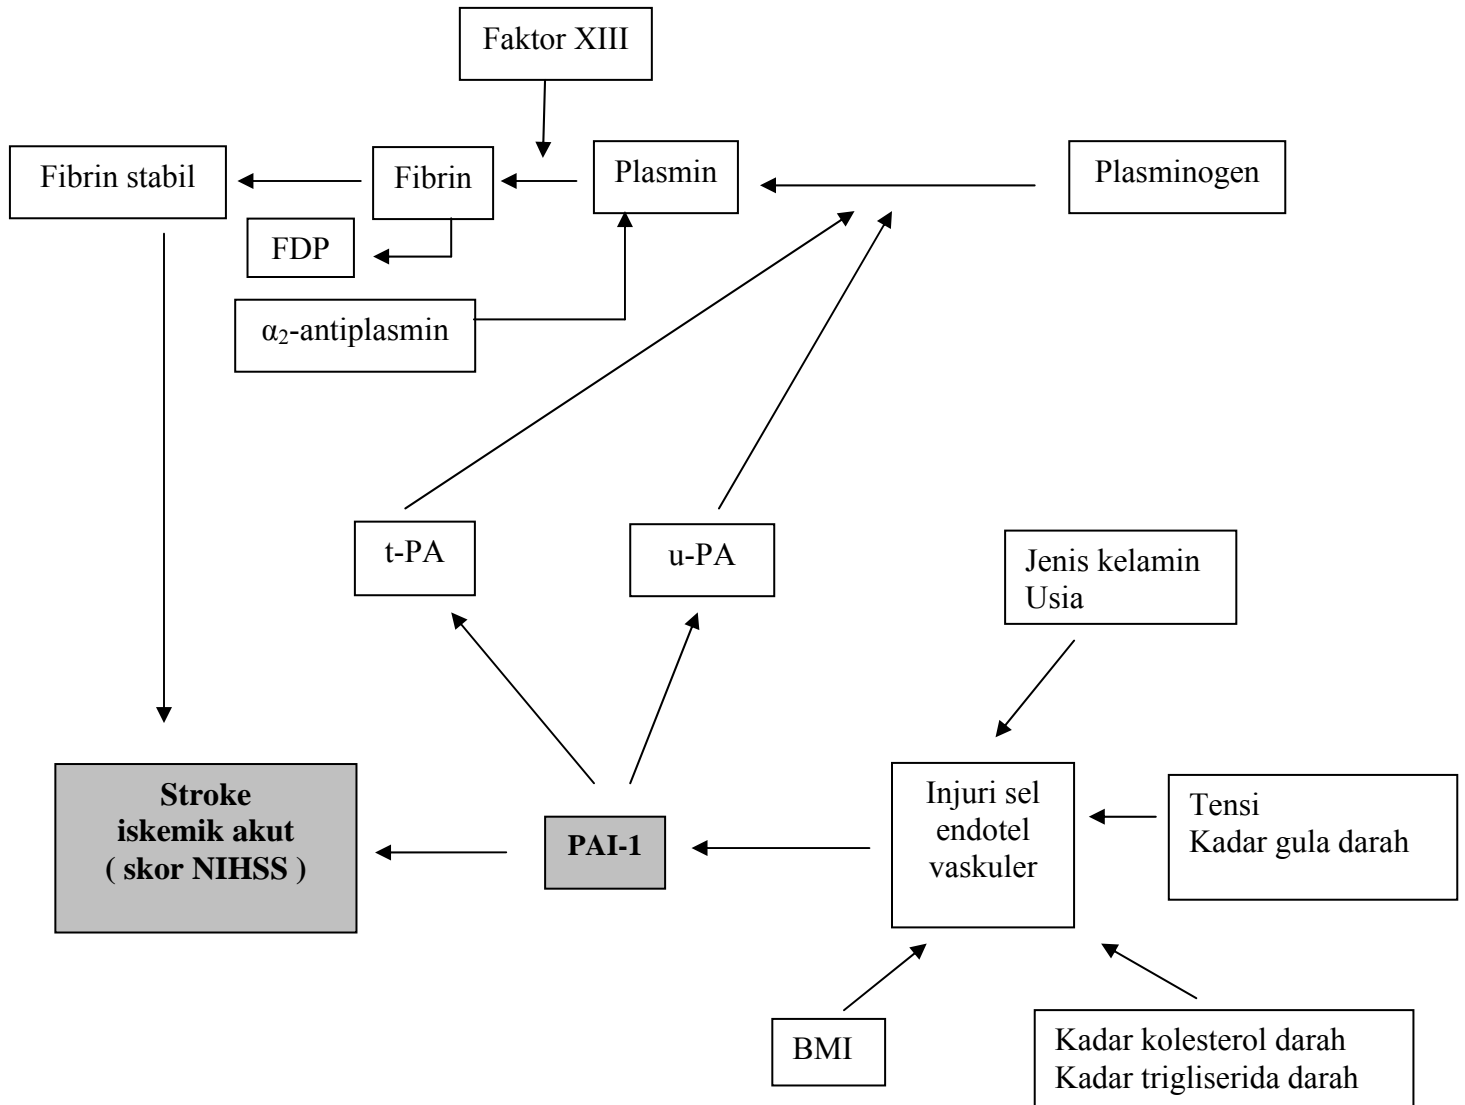 Faktor XIII
Fibrin stabil
Fibrin
Plasmin
Plasminogen
FDP
α₂-antiplasmin
t-PA
u-PA
Jenis kelamin
Usia
Stroke
iskemik akut
( skor NIHSS )
PAI-1
Injuri sel
endotel
vaskuler
Tensi
Kadar gula darah
BMI
Kadar kolesterol darah
Kadar trigliserida darah